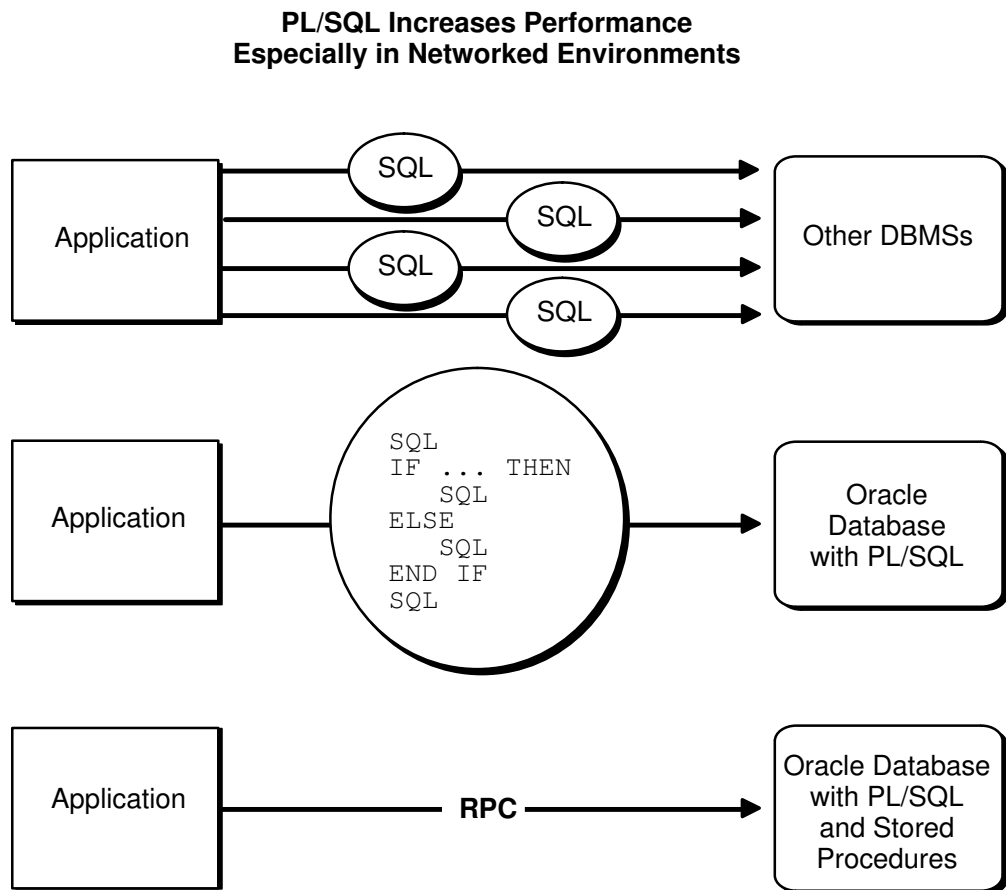 PL/SQL Increases Performance
Especially in Networked Environments
Application
SQL
SQL
SQL
SQL
Other DBMSs
Application
SQL
IF ... THEN
SQL
ELSE
SQL
END IF
SQL
Oracle
Database
with PL/SQL
Application
RPC
Oracle Database
with PL/SQL
and Stored
Procedures